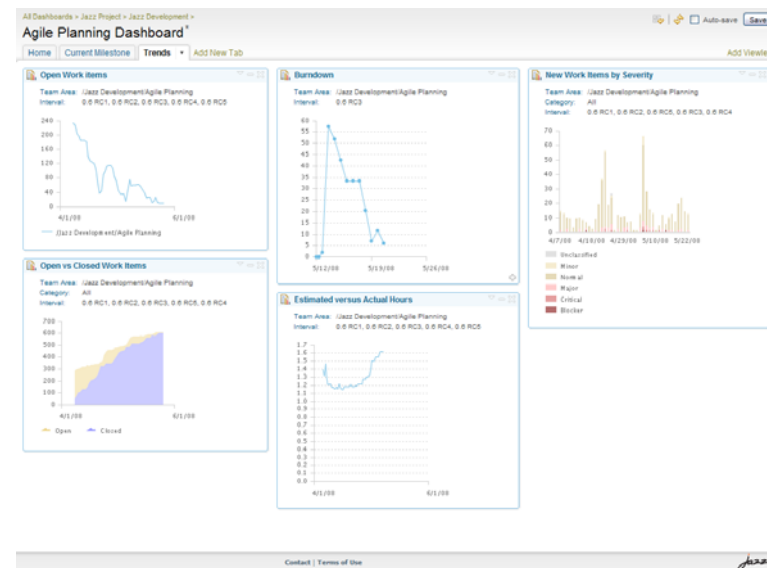 All Dashboards > Jazz Project > Jazz Development >
Agile Planning Dashboard*
Auto-save Save
Home Current Milestone Trends Add New Tab
Open Work items
Team Area: /Jazz Development/Agile Planning
Interval: 0.6 RC1, 0.6 RC2, 0.6 RC3, 0.6 RC4, 0.6 RC5
240
200
160
120
80
40
0
4/1/08 6/1/08
/Jazz Development/Agile Planning
Open vs Closed Work Items
Team Area: /Jazz Development/Agile Planning
Category: All
Interval: 0.6 RC1, 0.6 RC2, 0.6 RC3, 0.6 RC5, 0.6 RC4
700
600
500
400
300
200
100
0
4/1/08 6/1/08
Open Closed
Burndown
Team Area: /Jazz Development/Agile Planning
Interval: 0.6 RC3
60
55
50
45
40
35
30
25
20
15
10
5
0
5/12/08 5/19/08 5/26/08
Estimated versus Actual Hours
Team Area: /Jazz Development/Agile Planning
Interval: 0.6 RC1, 0.6 RC2, 0.6 RC3, 0.6 RC4, 0.6 RC5
1.7
1.6
1.5
1.4
1.3
1.2
1.1
1.0
0.9
0.8
0.7
0.6
0.5
0.4
0.3
0.2
0.1
0.0
4/1/08 6/1/08
Add
New Work Items by Severity
Team Area: /Jazz Development/Agile Planning
Category: All
Interval: 0.6 RC1, 0.6 RC2, 0.6 RC5, 0.6 RC3, 0.6 RC4
70
60
50
40
30
20
10
0
4/7/08 4/18/08 4/29/08 5/10/08 5/22/08
Unclassified
Minor
Normal
Major
Critical
Blocker
Contact | Terms of Use
Jazz